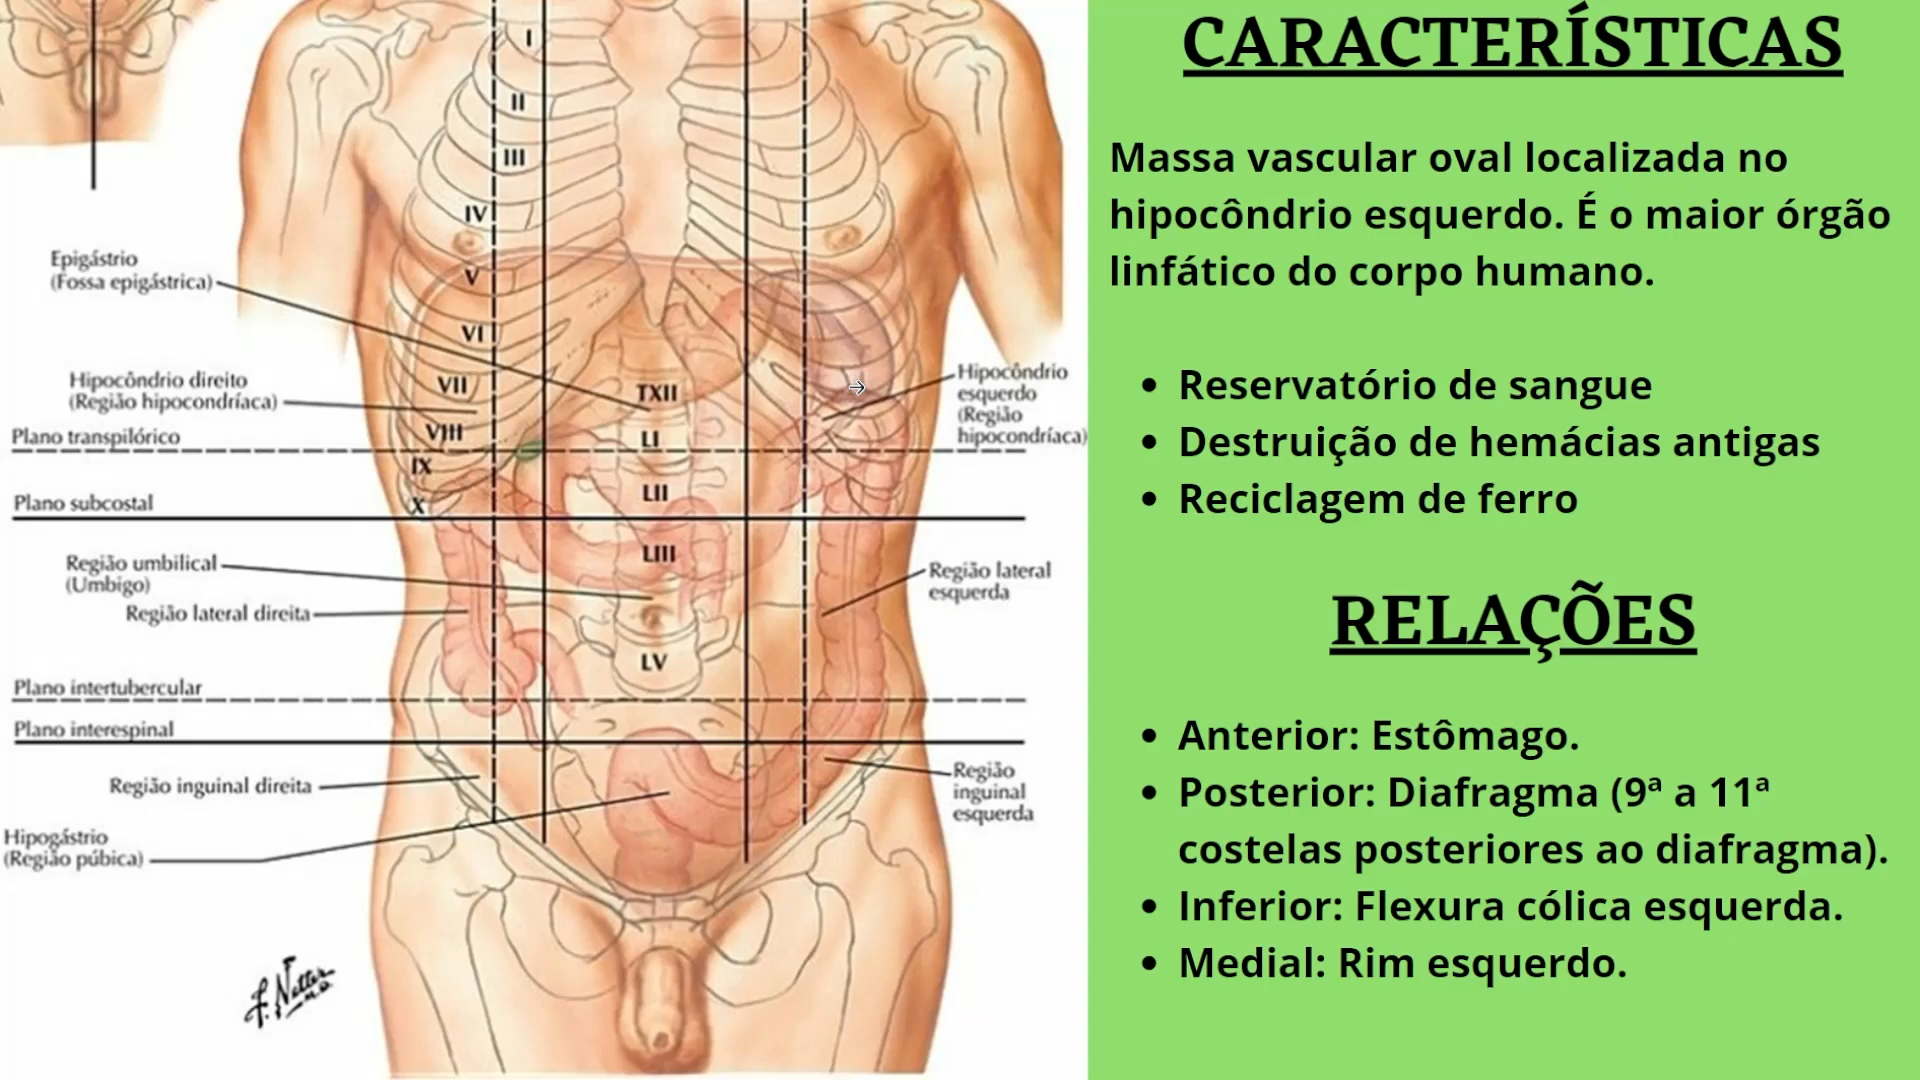 I
II
III
IV
V
VI
VII
VIII
IX
X
TXII
LI
LII
LIII
LV
Epigástrio
(Fossa epigástrica)
Hipocôndrio direito
(Região hipocondríaca)
Plano transpilórico
Plano subcostal
Região umbilical
(Umbigo)
Região lateral direita
Plano intertubercular
Plano interespinal
Região inguinal direita
Hipogástrio
(Região púbica)
Hipocôndrio
esquerdo
(Região
hipocondríaca)
Região lateral
esquerda
Região
inguinal
esquerda
F. Netter
M.D.
CARACTERÍSTICAS
Massa vascular oval localizada no
hipocôndrio esquerdo. É o maior órgão
linfático do corpo humano.
• Reservatório de sangue
• Destruição de hemácias antigas
• Reciclagem de ferro
RELAÇÕES
• Anterior: Estômago.
• Posterior: Diafragma (9ª a 11ª
costelas posteriores ao diafragma).
• Inferior: Flexura cólica esquerda.
• Medial: Rim esquerdo.